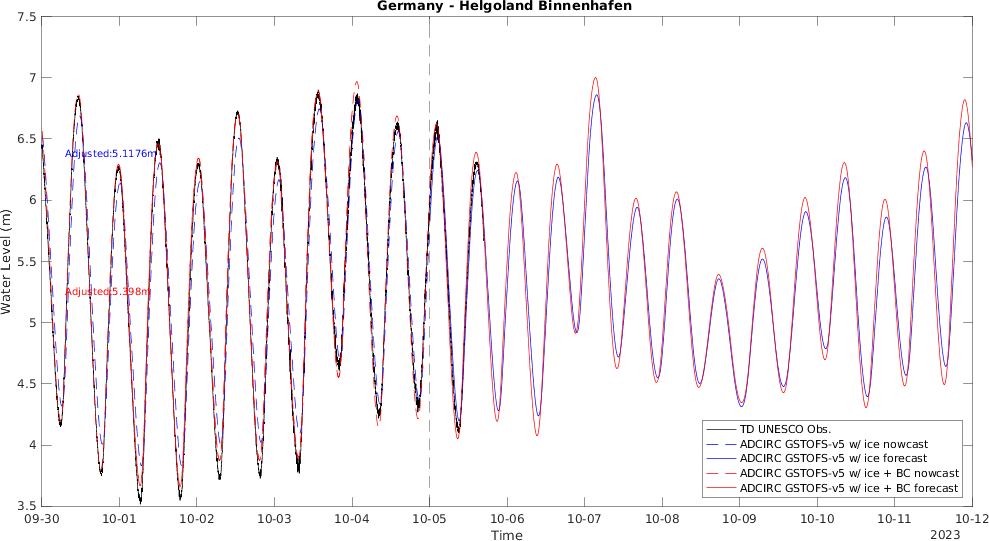 Germany - Helgoland Binnenhafen
7.5
7
6.5
6
5.5
5
4.5
4
3.5
Water Level (m)
Adjusted:5.1176m
Adjusted:5.398m
TD UNESCO Obs.
ADCIRC GSTOFS-v5 w/ ice nowcast
ADCIRC GSTOFS-v5 w/ ice forecast
ADCIRC GSTOFS-v5 w/ ice + BC nowcast
ADCIRC GSTOFS-v5 w/ ice + BC forecast
09-30 10-01 10-02 10-03 10-04 10-05 10-06 10-07 10-08 10-09 10-10 10-11 10-12
Time
2023